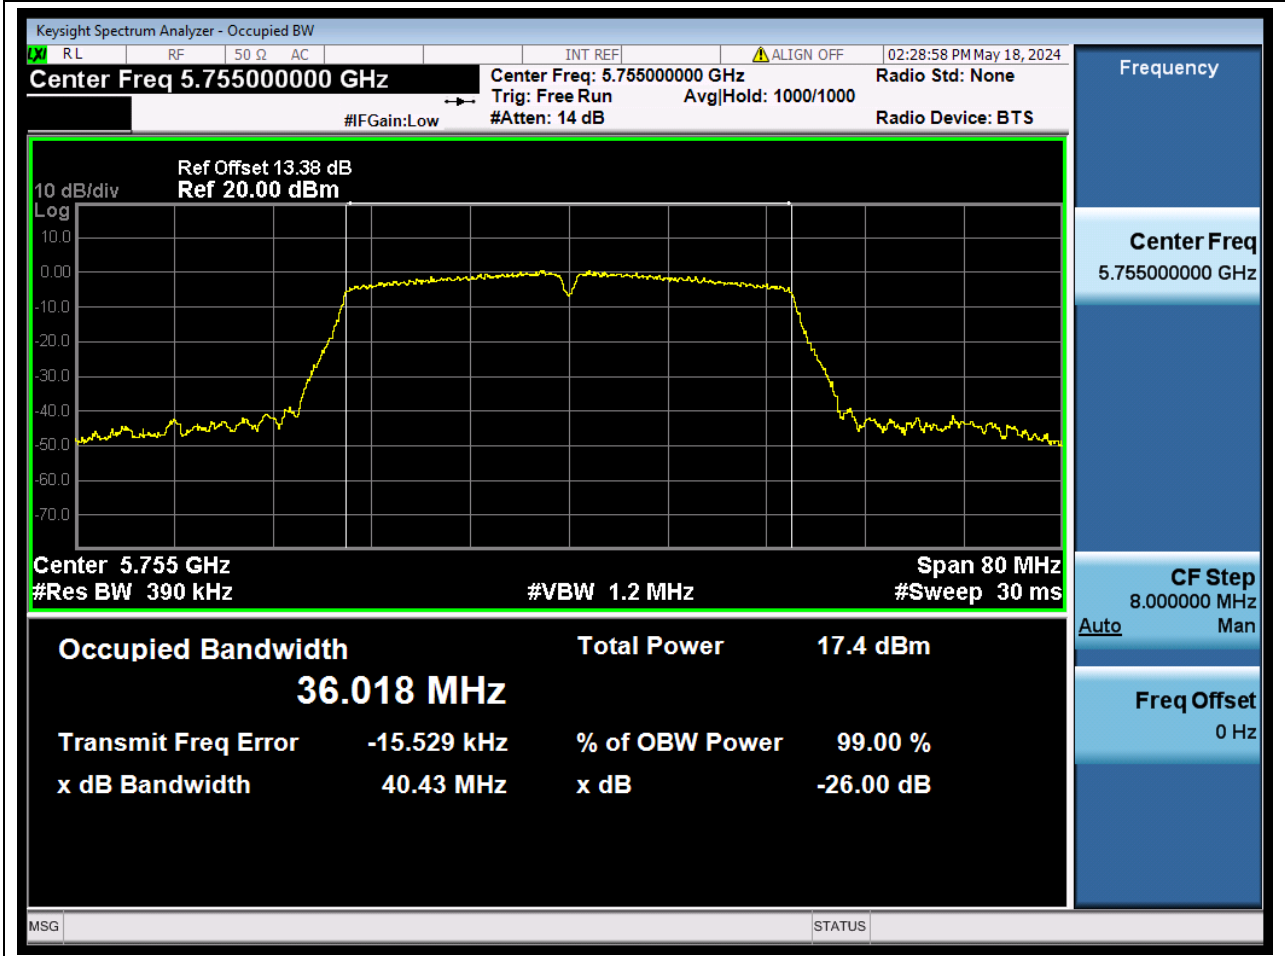 Keysight Spectrum Analyzer - Occupied BW
LXI RL RF 50 Ω AC INT REF ALIGN OFF 02:28:58 PM May 18, 2024
Center Freq 5.755000000 GHz
Center Freq: 5.755000000 GHz Radio Std: None
Trig: Free Run Avg|Hold: 1000/1000
#IFGain:Low #Atten: 14 dB Radio Device: BTS
Ref Offset 13.38 dB
10 dB/div Ref 20.00 dBm
Log
10.0
0.00
-10.0
-20.0
-30.0
-40.0
-50.0
-60.0
-70.0
Center 5.755 GHz Span 80 MHz
#Res BW 390 kHz #VBW 1.2 MHz #Sweep 30 ms
Occupied Bandwidth Total Power 17.4 dBm
36.018 MHz
Transmit Freq Error -15.529 kHz % of OBW Power 99.00 %
x dB Bandwidth 40.43 MHz x dB -26.00 dB
Frequency
Center Freq
5.755000000 GHz
CF Step
8.000000 MHz
Auto Man
Freq Offset
0 Hz
MSG STATUS